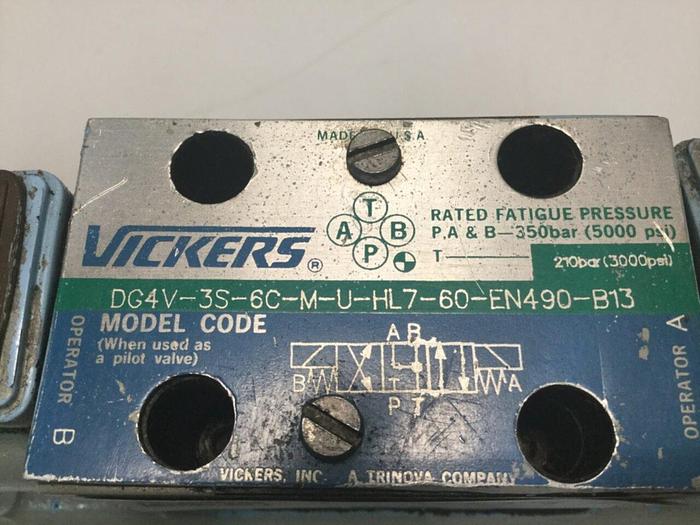 MADE U.S.A
VICKERS®
T
A B
P
RATED FATIGUE PRESSURE
P,A & B—350bar (5000 psi)
T— 210bar (3000psi)
DG4V-3S-6C-M-U-HL7-60-EN490-B13
OPERATOR B
MODEL CODE
(When used as
a pilot valve)
A B
B A
T
P T
OPERATOR A
VICKERS, INC. A TRINOVA COMPANY